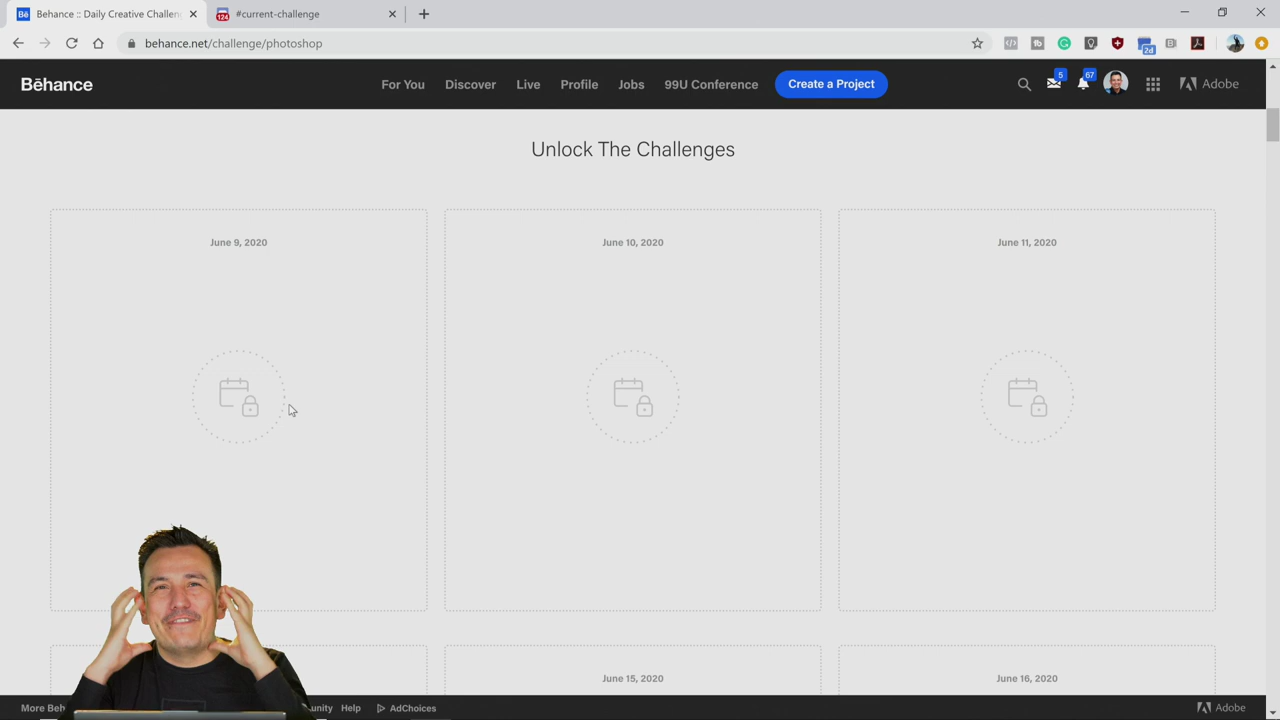 Behance :: Daily Creative Challen
#current-challenge
124
behance.net/challenge/photoshop
2d
Bēhance
For You
Discover
Live
Profile
Jobs
99U Conference
Create a Project
5
67
Adobe
Unlock The Challenges
June 9, 2020
June 10, 2020
June 11, 2020
June 15, 2020
June 16, 2020
More Beh
unity
Help
AdChoices
Adobe